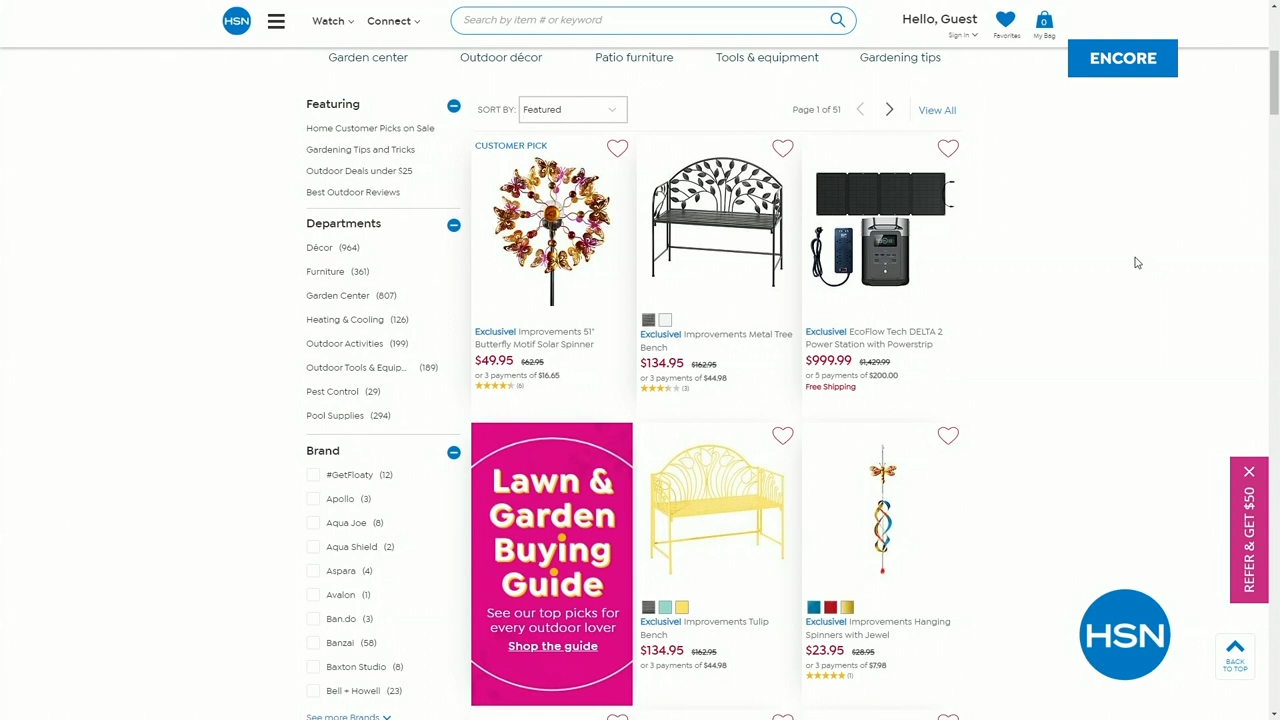 HSN
Watch
Connect
Search by item # or keyword
Hello, Guest
Sign In
Favorites
0
My Bag
Garden center
Outdoor décor
Patio furniture
Tools & equipment
Gardening tips
ENCORE
Featuring
Home Customer Picks on Sale
Gardening Tips and Tricks
Outdoor Deals under $25
Best Outdoor Reviews
Departments
Décor (964)
Furniture (361)
Garden Center (807)
Heating & Cooling (126)
Outdoor Activities (199)
Outdoor Tools & Equip... (189)
Pest Control (29)
Pool Supplies (294)
Brand
#GetFloaty (12)
Apollo (3)
Aqua Joe (8)
Aqua Shield (2)
Aspara (4)
Avalon (1)
Ban.do (3)
Banzai (58)
Baxton Studio (8)
Bell + Howell (23)
See more Brands
SORT BY: Featured
Page 1 of 51
View All
CUSTOMER PICK
Exclusive! Improvements 51" Butterfly Motif Solar Spinner
$49.95 $62.95
or 3 payments of $16.65
(6)
Exclusive! Improvements Metal Tree Bench
$134.95 $162.95
or 3 payments of $44.98
(3)
Exclusive! EcoFlow Tech DELTA 2 Power Station with Powerstrip
$999.99 $1,429.99
or 5 payments of $200.00
Free Shipping
Lawn &
Garden
Buying
Guide
See our top picks for
every outdoor lover
Shop the guide
Exclusive! Improvements Tulip Bench
$134.95 $162.95
or 3 payments of $44.98
Exclusive! Improvements Hanging Spinners with Jewel
$23.95 $28.95
or 3 payments of $7.98
(1)
REFER & GET $50
HSN
BACK
TO TOP